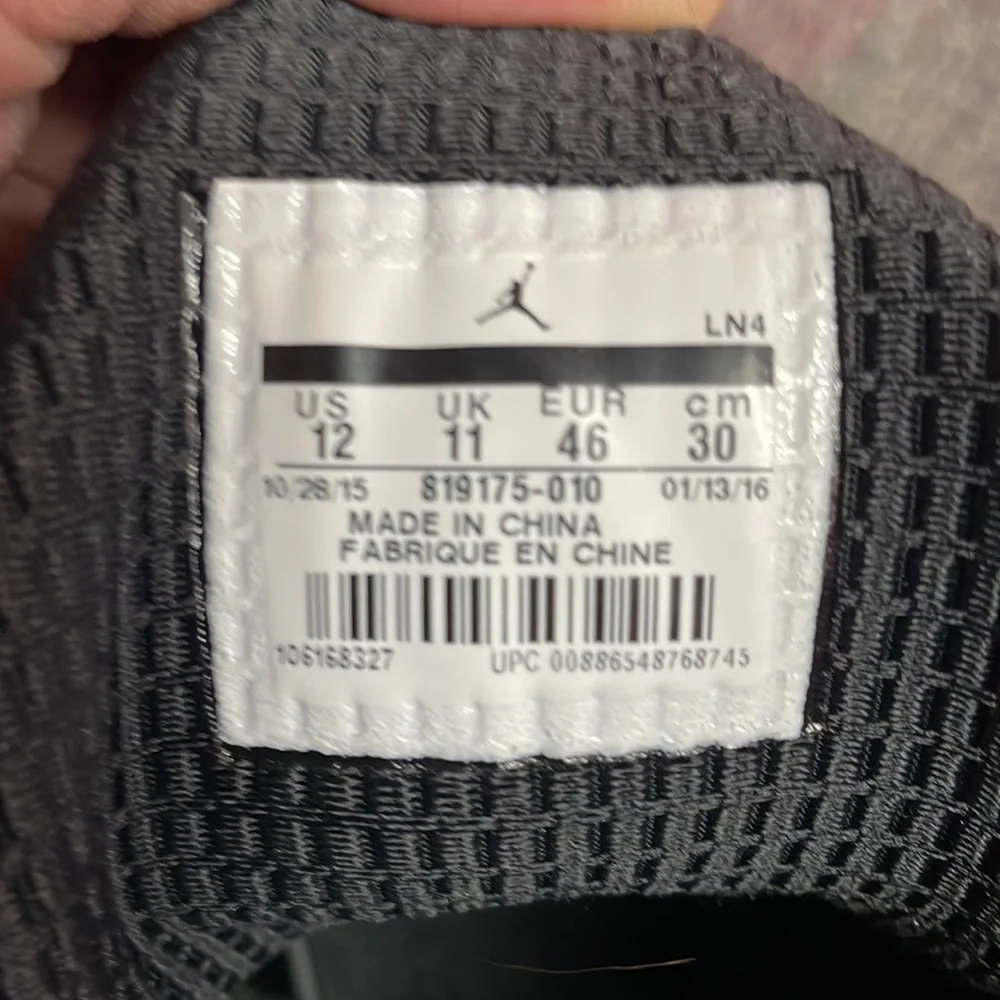 LN4
US UK EUR cm
12 11 46 30
10/28/15 819175-010 01/13/16
MADE IN CHINA
FABRIQUE EN CHINE
106168327 UPC 00886548768745